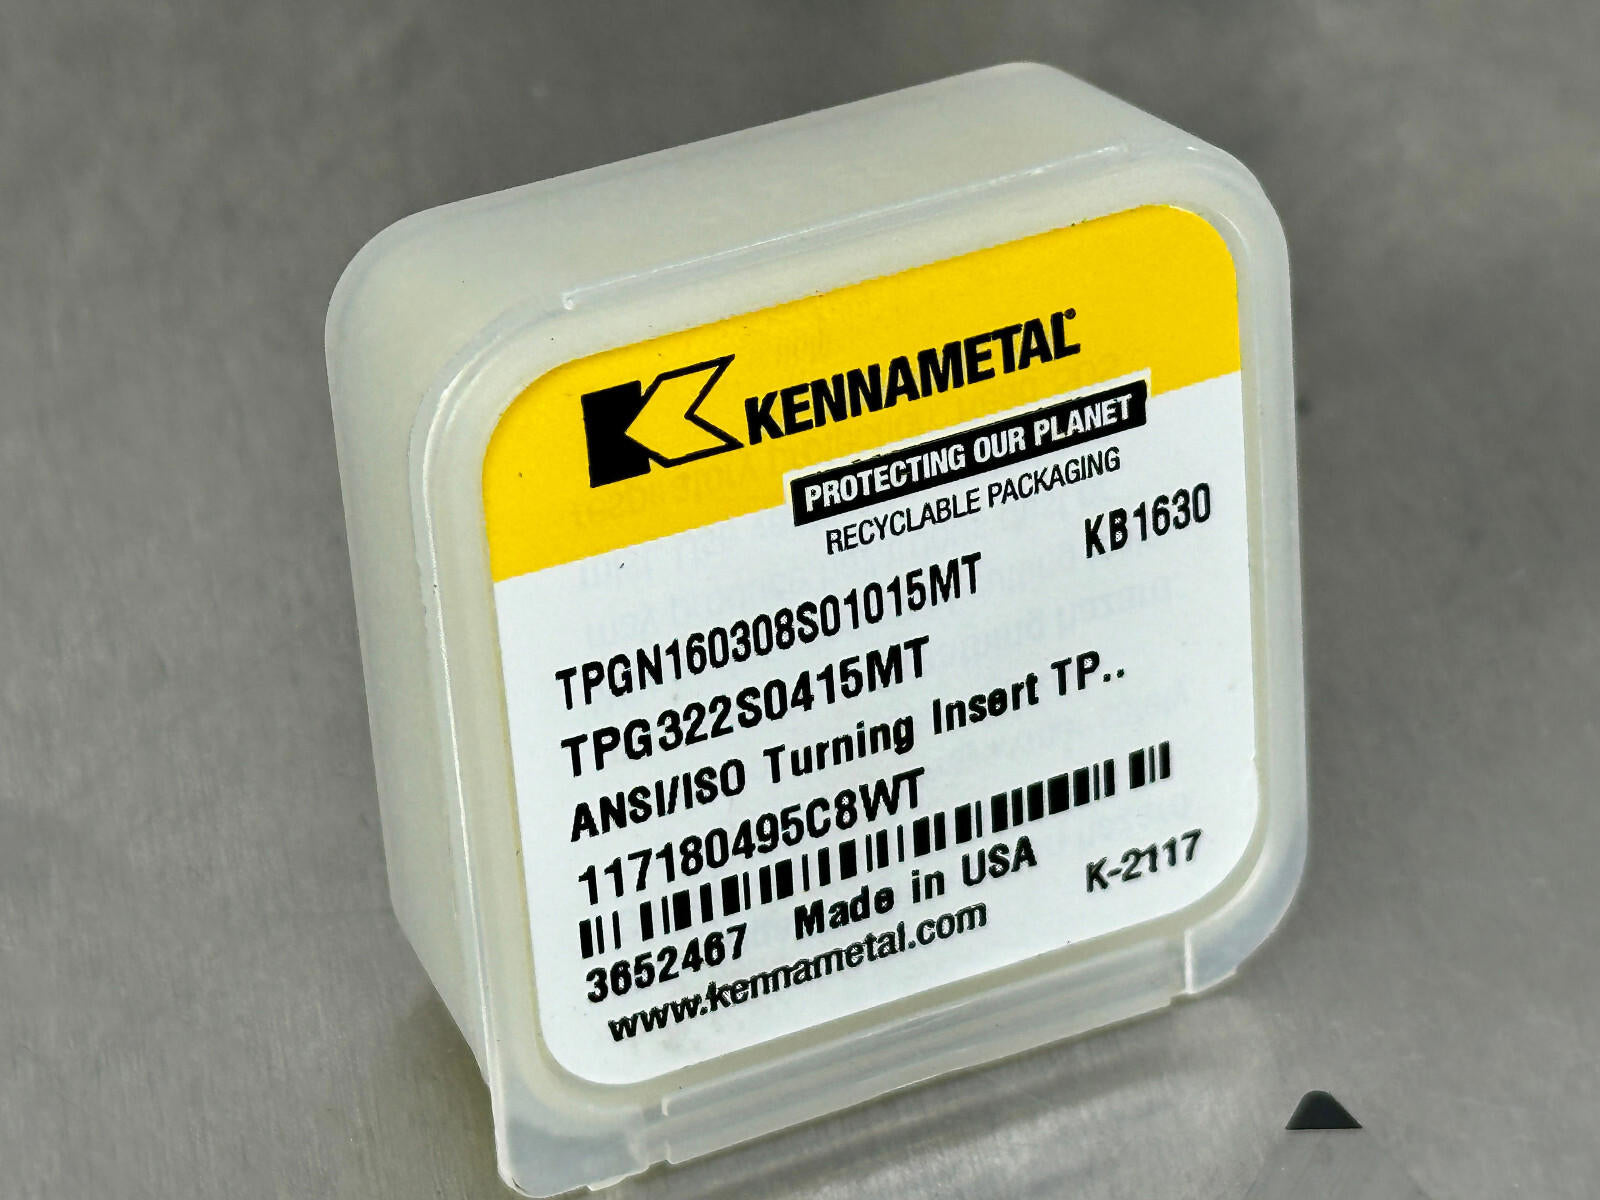 KENNAMETAL®
PROTECTING OUR PLANET
RECYCLABLE PACKAGING
KB1630
TPGN160308S01015MT
TPG322S0415MT
ANSI/ISO Turning Insert TP..
117180495C8WT
3652467 Made in USA K-2117
www.kennametal.com